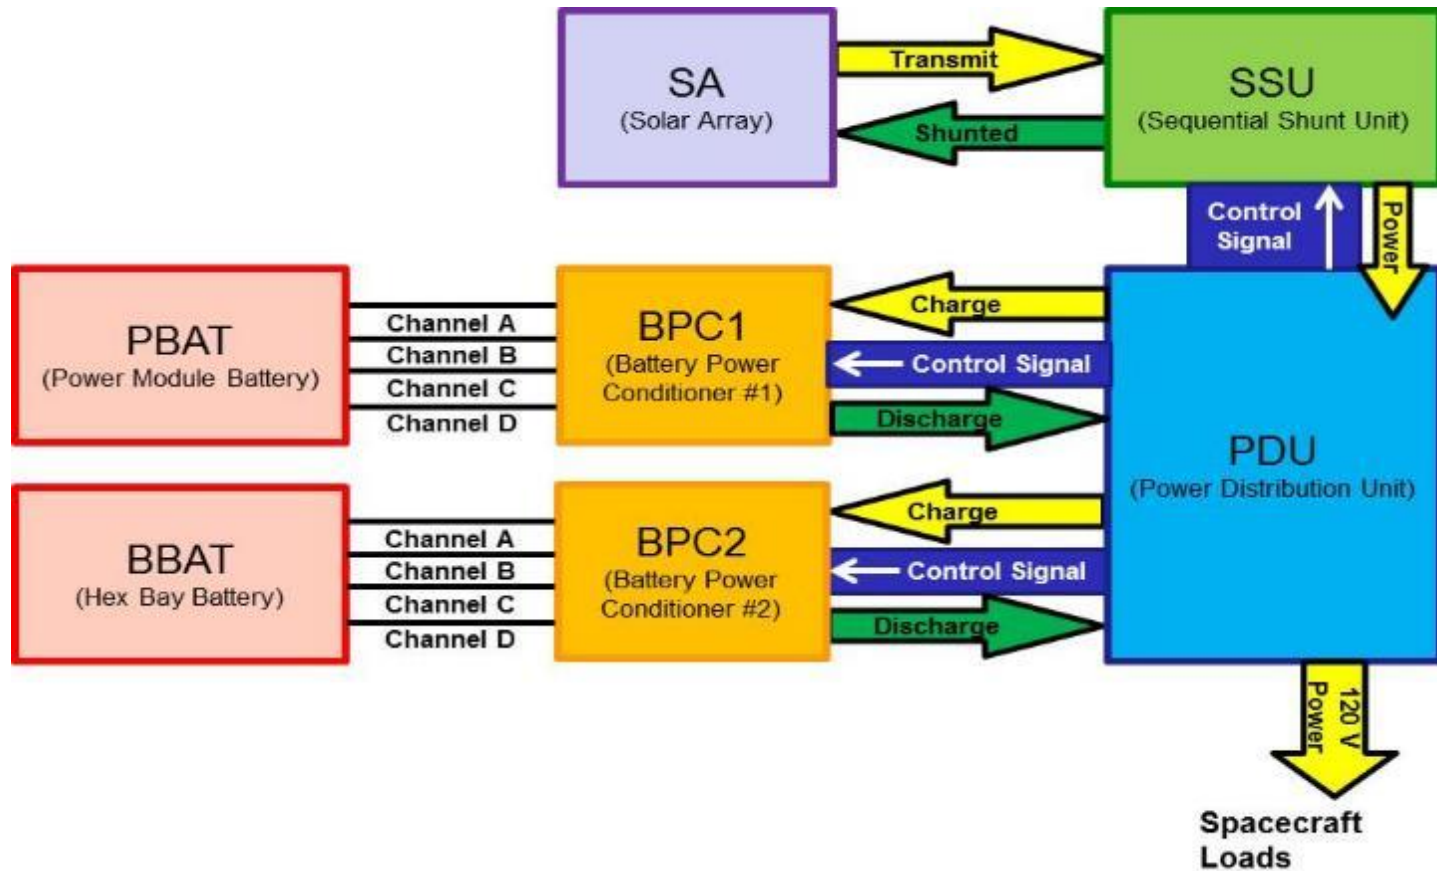 SA
(Solar Array)
Transmit
Shunted
SSU
(Sequential Shunt Unit)
Control
Signal
Power
PBAT
(Power Module Battery)
Channel A
Channel B
Channel C
Channel D
BPC1
(Battery Power
Conditioner #1)
Charge
Control Signal
Discharge
PDU
(Power Distribution Unit)
BBAT
(Hex Bay Battery)
Channel A
Channel B
Channel C
Channel D
BPC2
(Battery Power
Conditioner #2)
Charge
Control Signal
Discharge
120 V
Power
Spacecraft
Loads